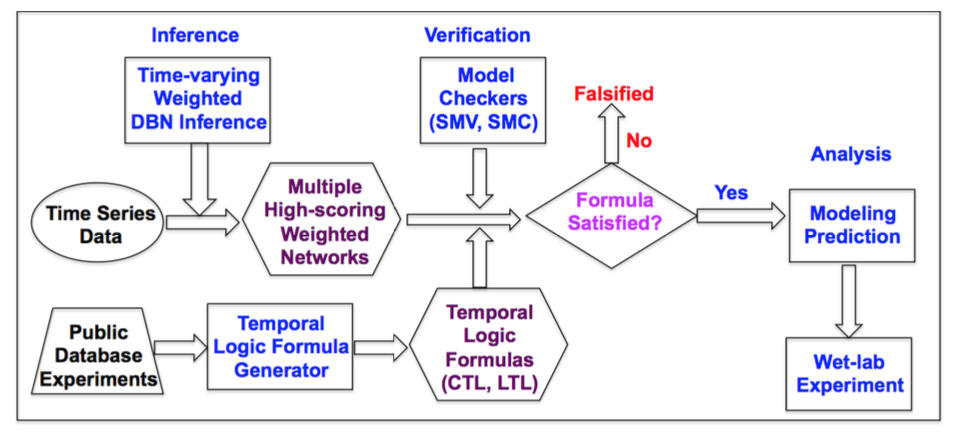 Inference
Time-varying
Weighted
DBN Inference
Verification
Model
Checkers
(SMV, SMC)
Falsified
No
Analysis
Time Series
Data
Multiple
High-scoring
Weighted
Networks
Formula
Satisfied?
Yes
Modeling
Prediction
Public
Database
Experiments
Temporal
Logic Formula
Generator
Temporal
Logic
Formulas
(CTL, LTL)
Wet-lab
Experiment